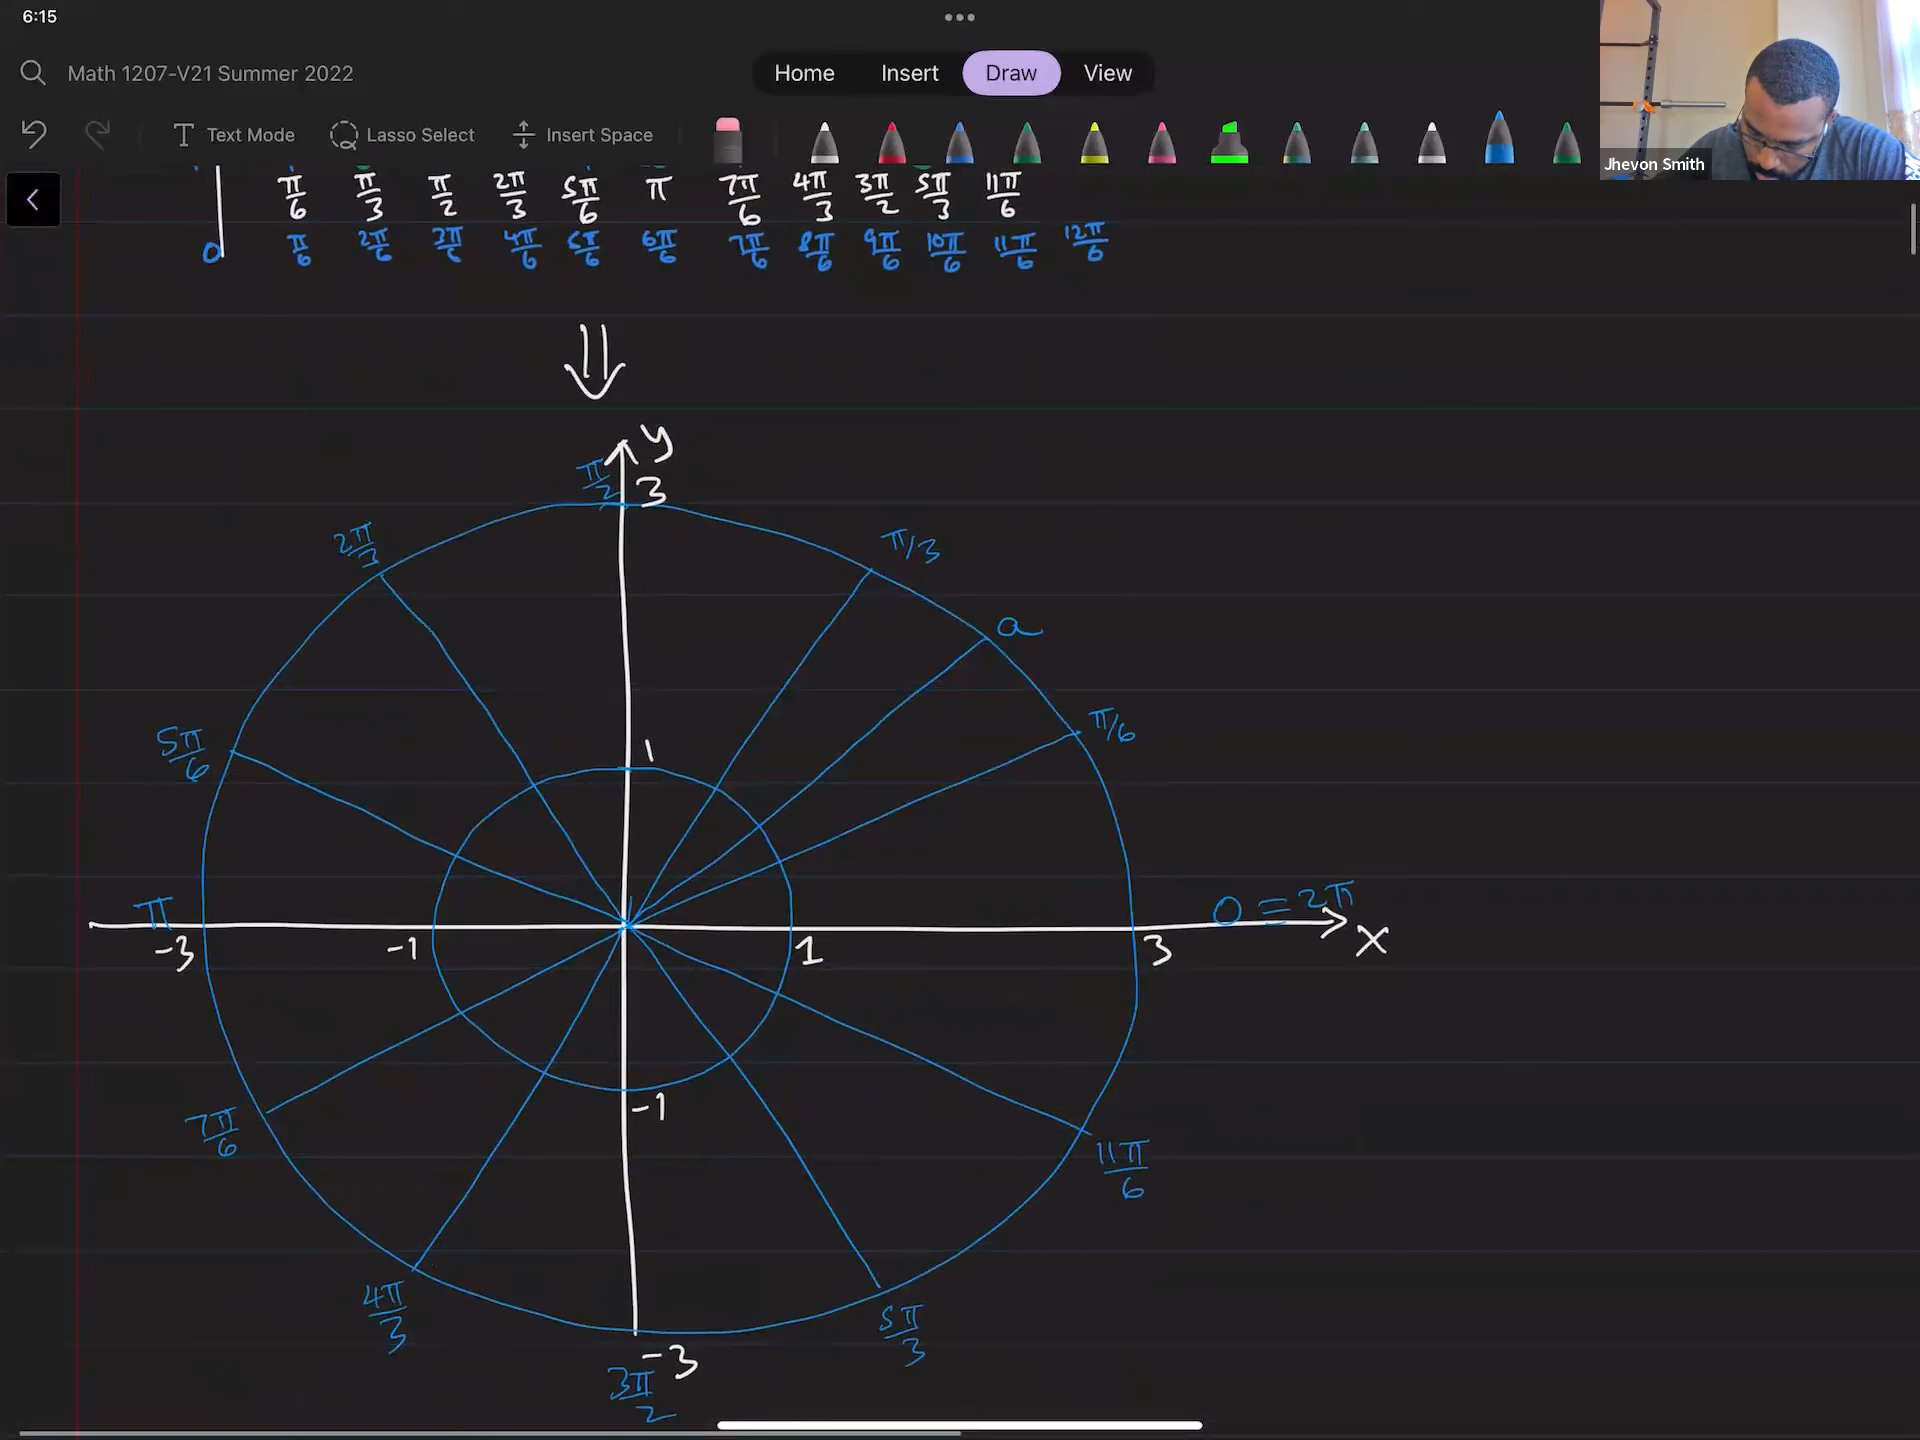 6:15
Math 1207-V21 Summer 2022
Home Insert Draw View
Text Mode Lasso Select Insert Space
Jhevon Smith
π/6 π/3 π/2 2π/3 5π/6 π 7π/6 4π/3 3π/2 5π/3 11π/6
0 π/6 2π/6 3π/6 4π/6 5π/6 6π/6 7π/6 8π/6 9π/6 10π/6 11π/6 12π/6
y
π/2 3
2π/3 π/3
a
5π/6 1 π/6
π 0 = 2π
-3 -1 1 3 x
-1
7π/6 11π/6
4π/3 5π/3
-3
3π/2